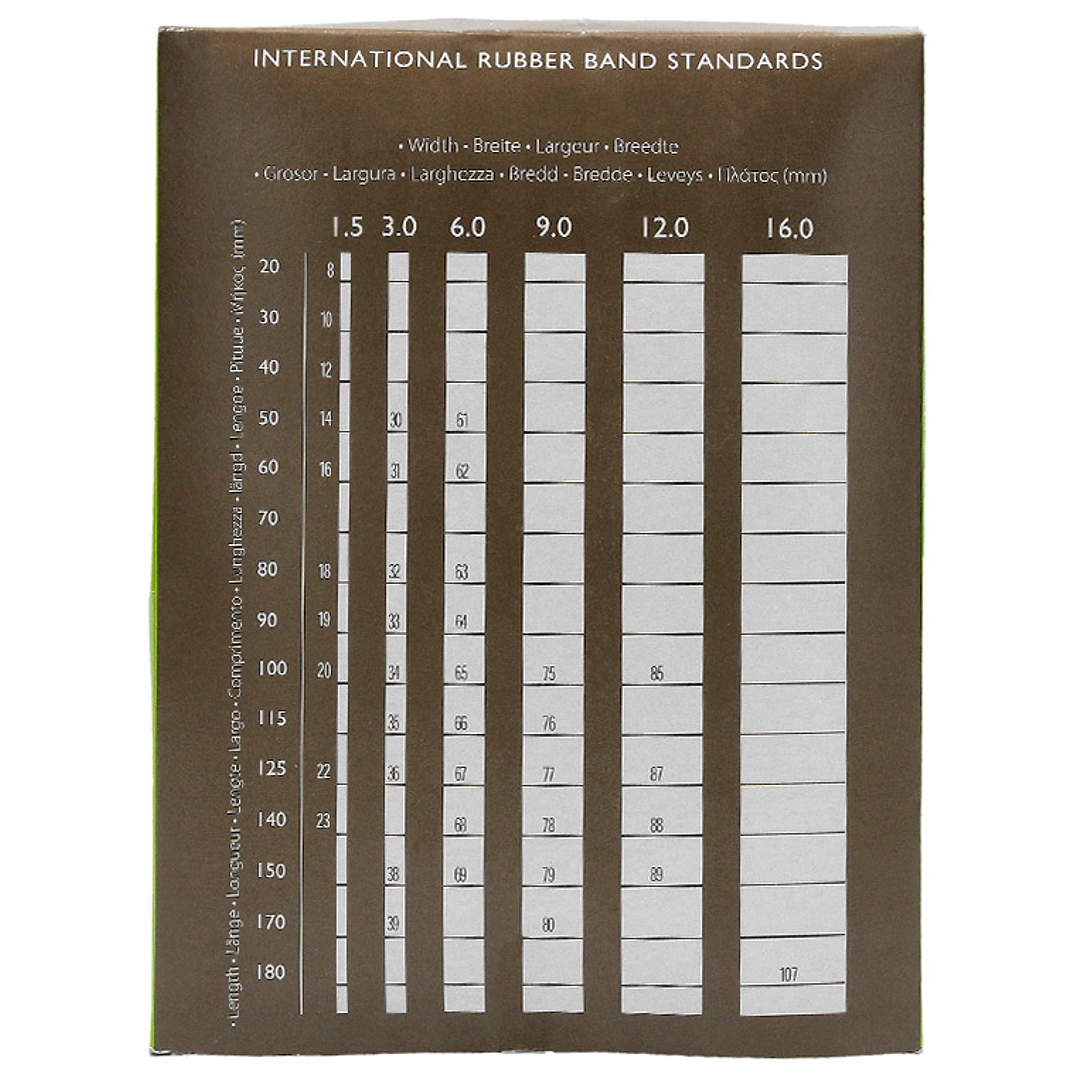 INTERNATIONAL RUBBER BAND STANDARDS
• Width - Breite • Largeur • Breedte
• Grosor - Largura • Larghezza • Bredd - Bredde • Leveys • Πλάτος (mm)
1.5 3.0 6.0 9.0 12.0 16.0
• Length • Länge • Longueur • Lengte • Largo • Comprimento • Lunghezza • längd • Lengde • Pituue • Μήκος (mm)
20 8
30 10
40 12
50 14 30 61
60 16 31 62
70
80 18 32 63
90 19 33 64
100 20 34 65 75 85
115 35 66 76
125 22 36 67 77 87
140 23 68 78 88
150 38 69 79 89
170 39 80
180 107